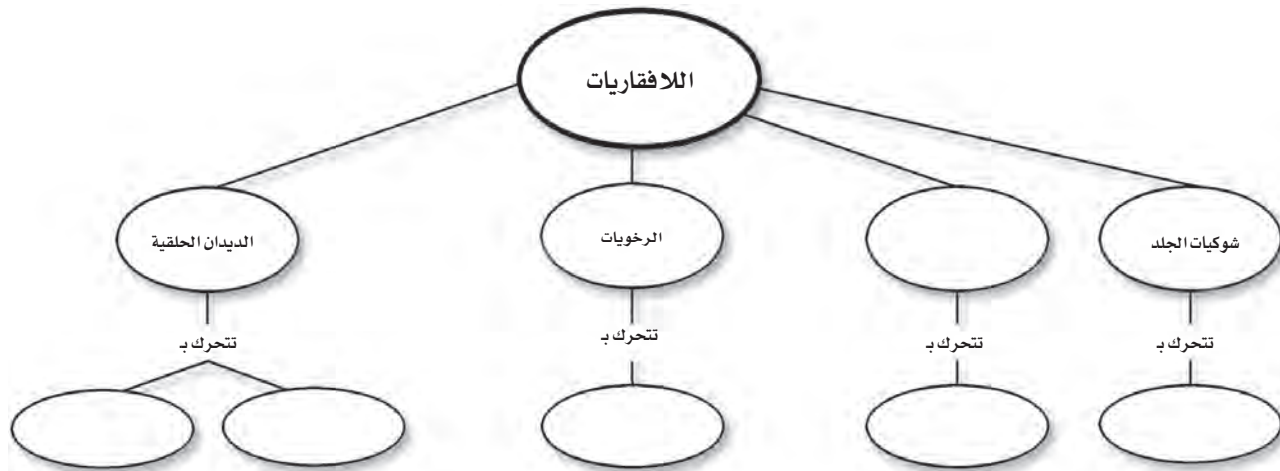 اللافقاريات
شوكيات الجلد
الرخويات
الديدان الحلقية
تتحرك بـ
تتحرك بـ
تتحرك بـ
تتحرك بـ